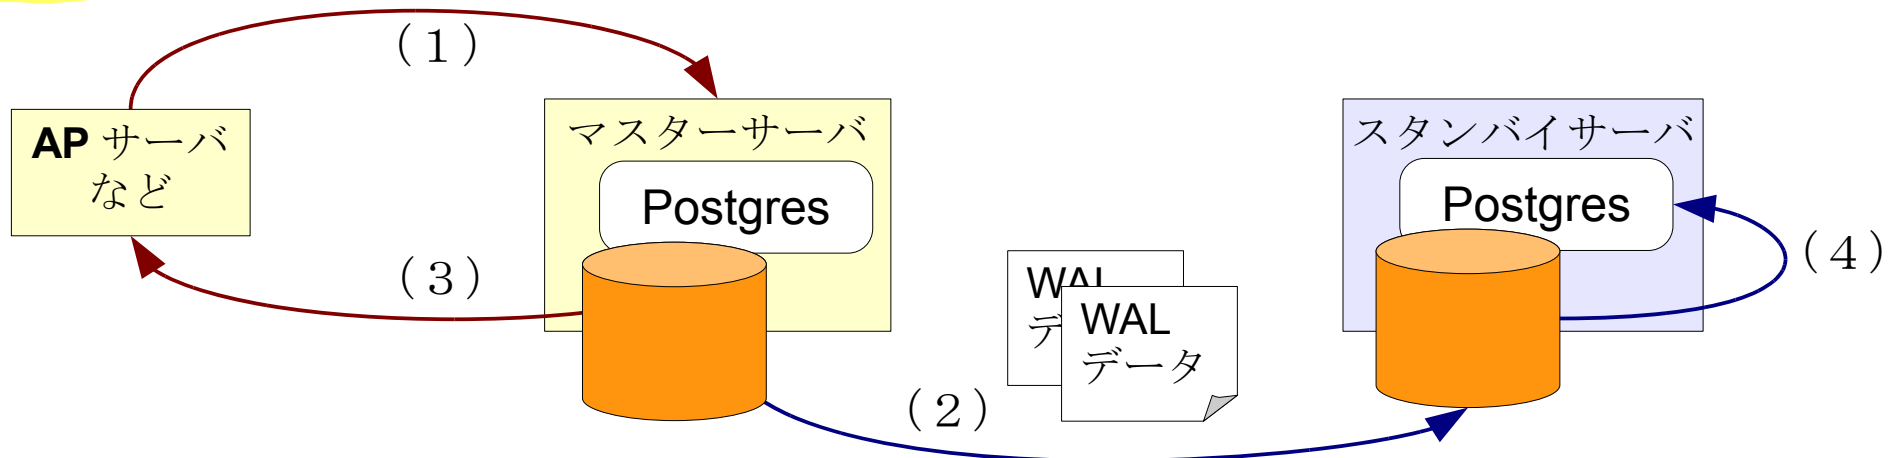 （１）
AP サーバ
など
マスターサーバ
Postgres
スタンバイサーバ
Postgres
（３）
（４）
WAL
デ
WAL
データ
（２）